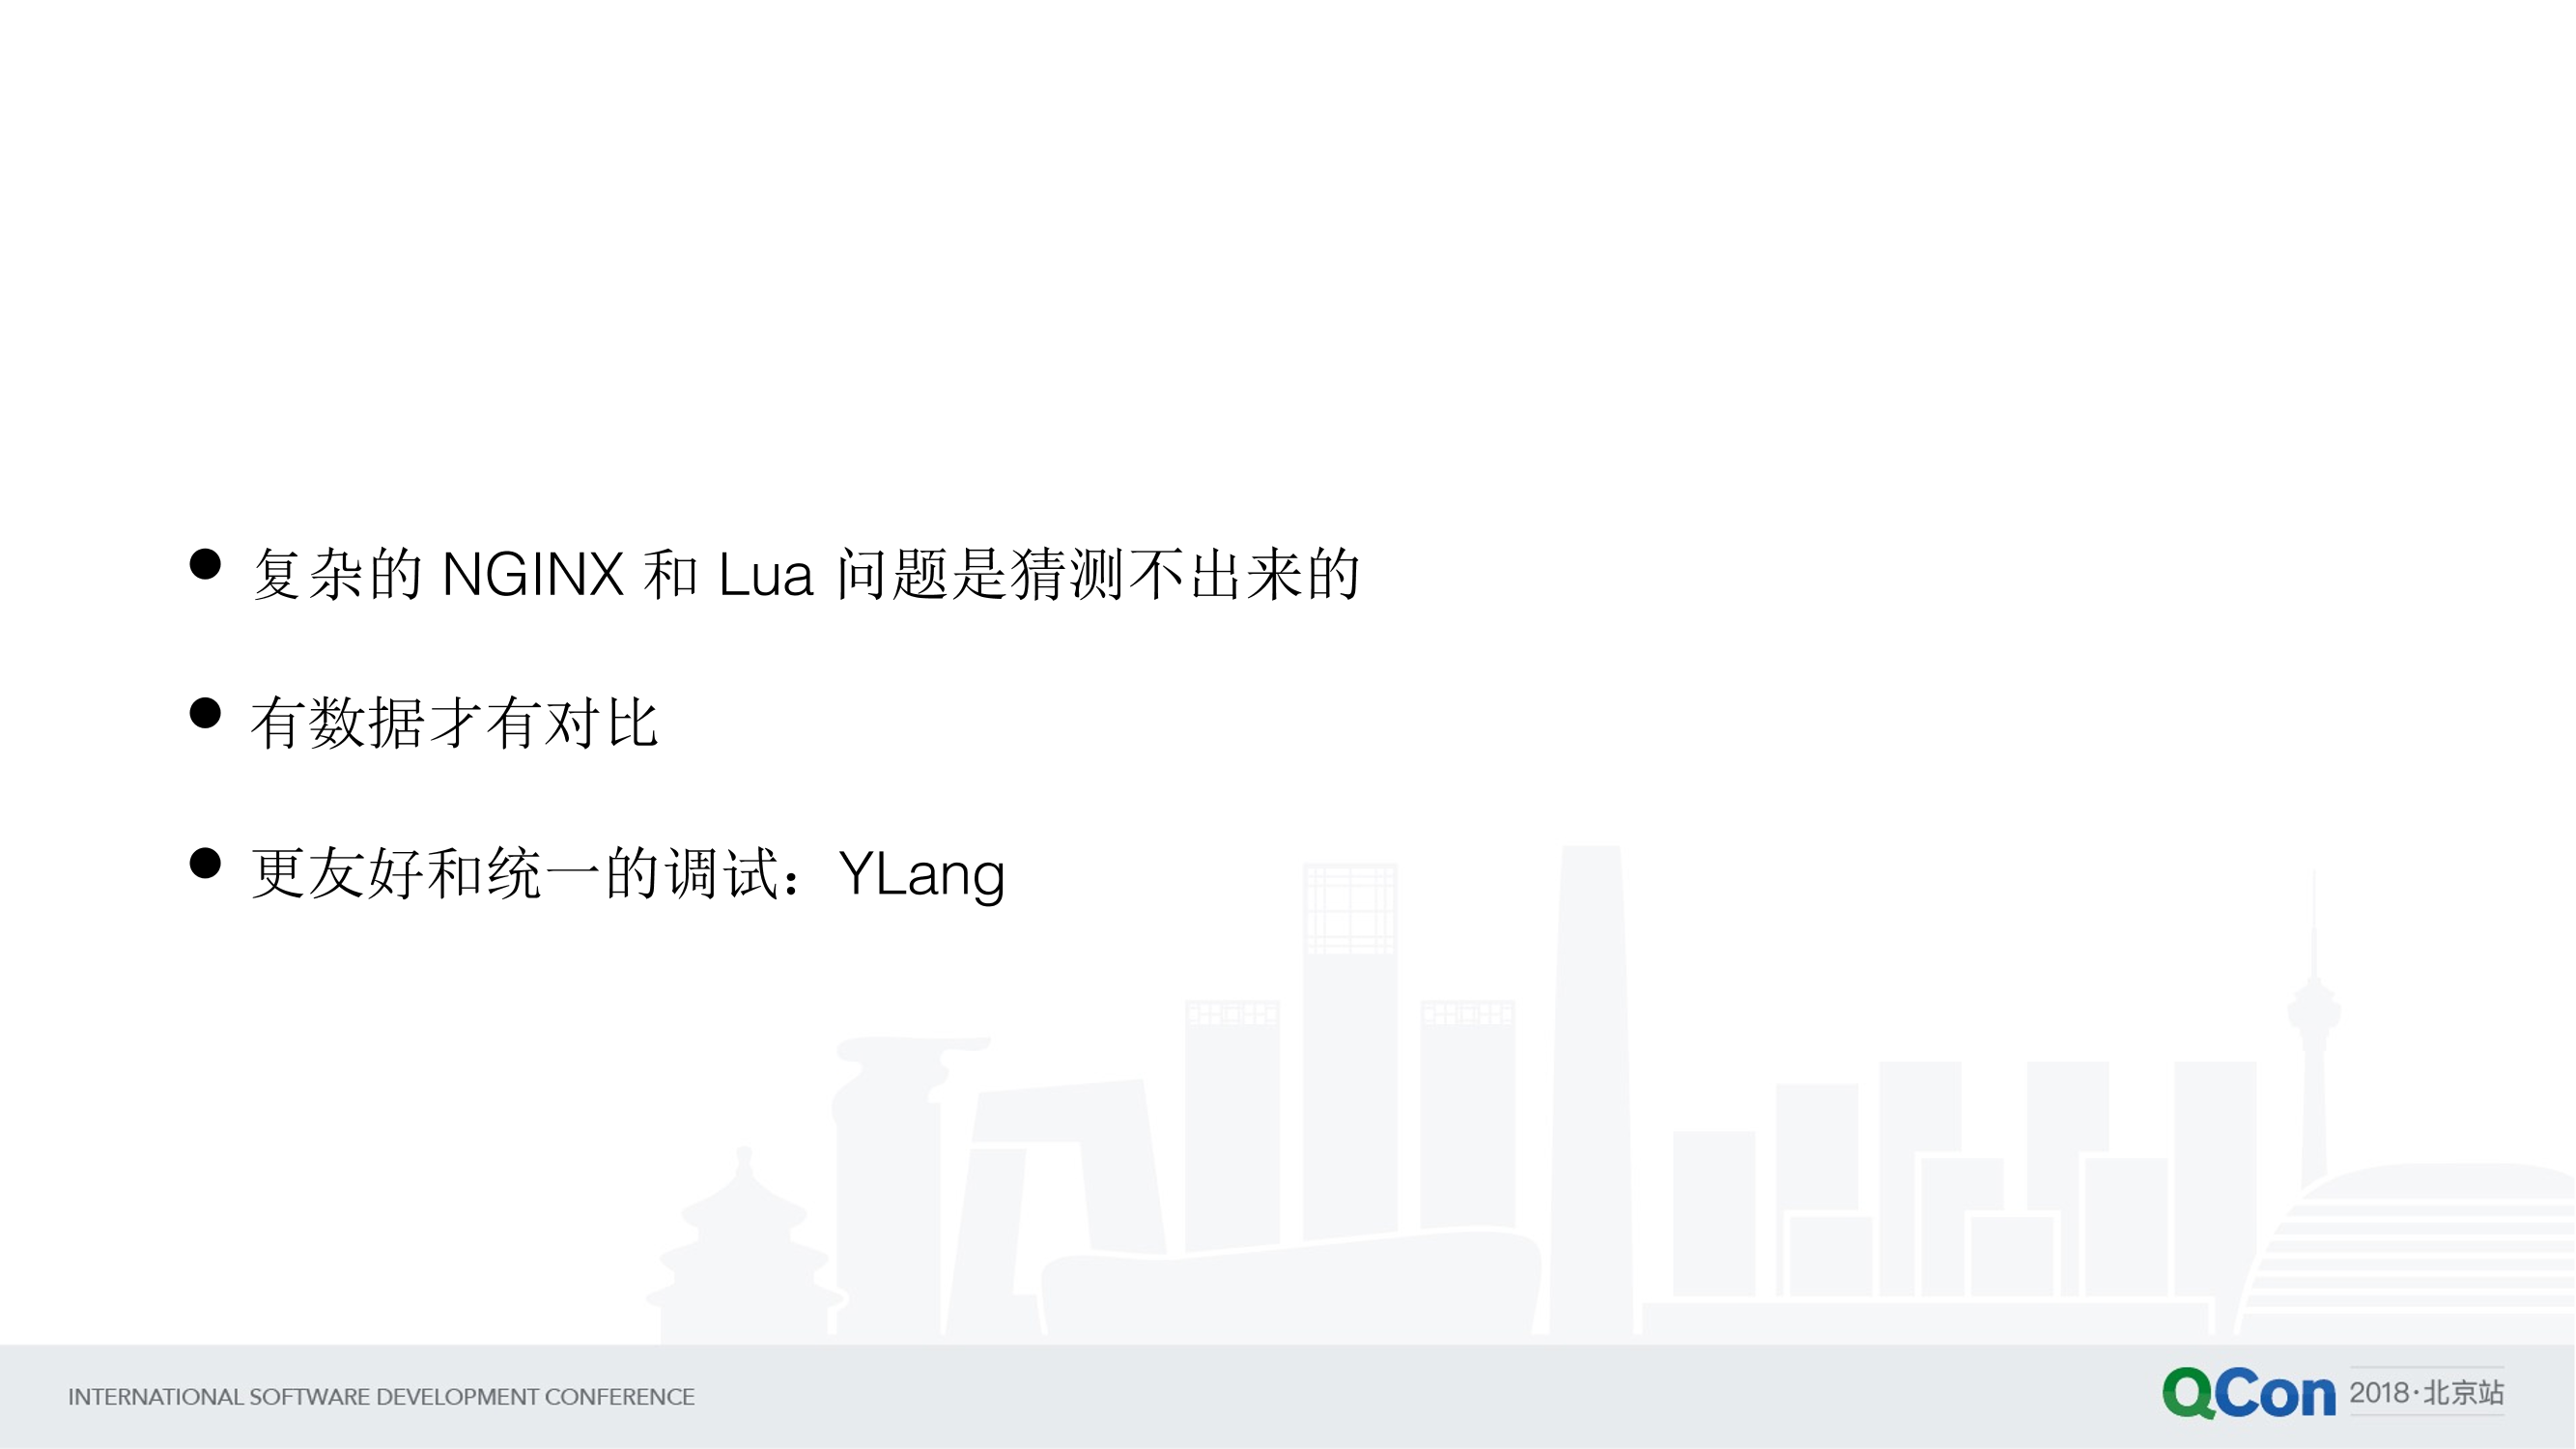 ● 复杂的 NGINX 和 Lua 问题是猜测不出来的
● 有数据才有对比
● 更友好和统一的调试：YLang
INTERNATIONAL SOFTWARE DEVELOPMENT CONFERENCE
QCon 2018·北京站